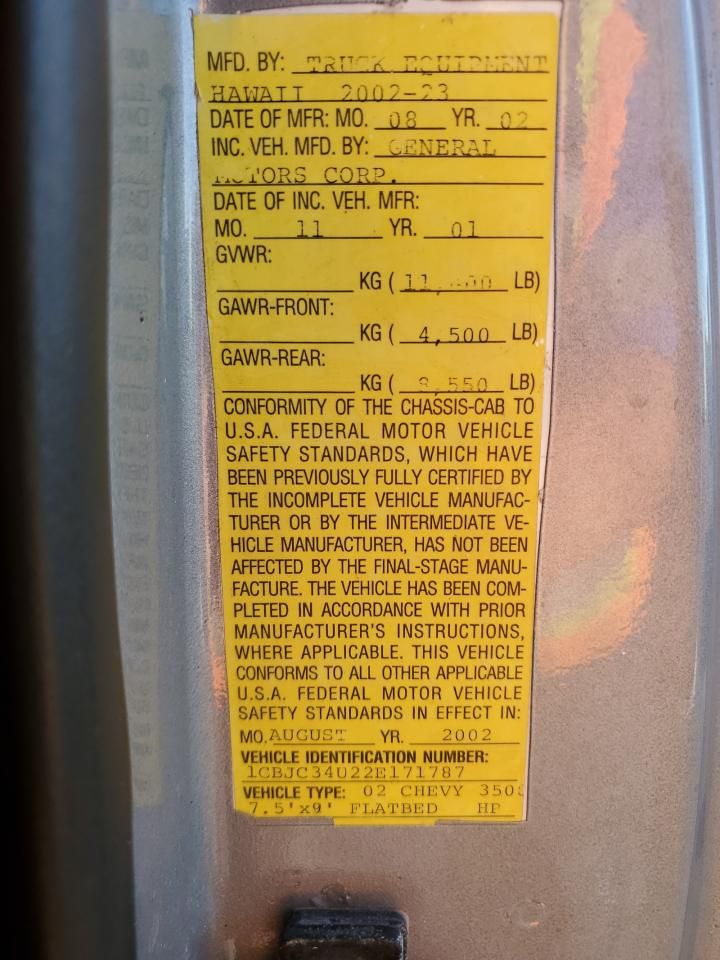 MFD. BY: TRUCK EQUIPMENT
HAWAII 2002-23
DATE OF MFR: MO. 08 YR. 02
INC. VEH. MFD. BY: GENERAL
MOTORS CORP.
DATE OF INC. VEH. MFR:
MO. 11 YR. 01
GVWR:
KG ( LB)
GAWR-FRONT:
KG ( 4,500 LB)
GAWR-REAR:
KG ( 8,550 LB)
CONFORMITY OF THE CHASSIS-CAB TO
U.S.A. FEDERAL MOTOR VEHICLE
SAFETY STANDARDS, WHICH HAVE
BEEN PREVIOUSLY FULLY CERTIFIED BY
THE INCOMPLETE VEHICLE MANUFAC-
TURER OR BY THE INTERMEDIATE VE-
HICLE MANUFACTURER, HAS NOT BEEN
AFFECTED BY THE FINAL-STAGE MANU-
FACTURE. THE VEHICLE HAS BEEN COM-
PLETED IN ACCORDANCE WITH PRIOR
MANUFACTURER'S INSTRUCTIONS,
WHERE APPLICABLE. THIS VEHICLE
CONFORMS TO ALL OTHER APPLICABLE
U.S.A. FEDERAL MOTOR VEHICLE
SAFETY STANDARDS IN EFFECT IN:
MO. AUGUST YR. 2002
VEHICLE IDENTIFICATION NUMBER:
1CBJC34U22E171787
VEHICLE TYPE: 02 CHEVY 3500
7.5'x9' FLATBED HP